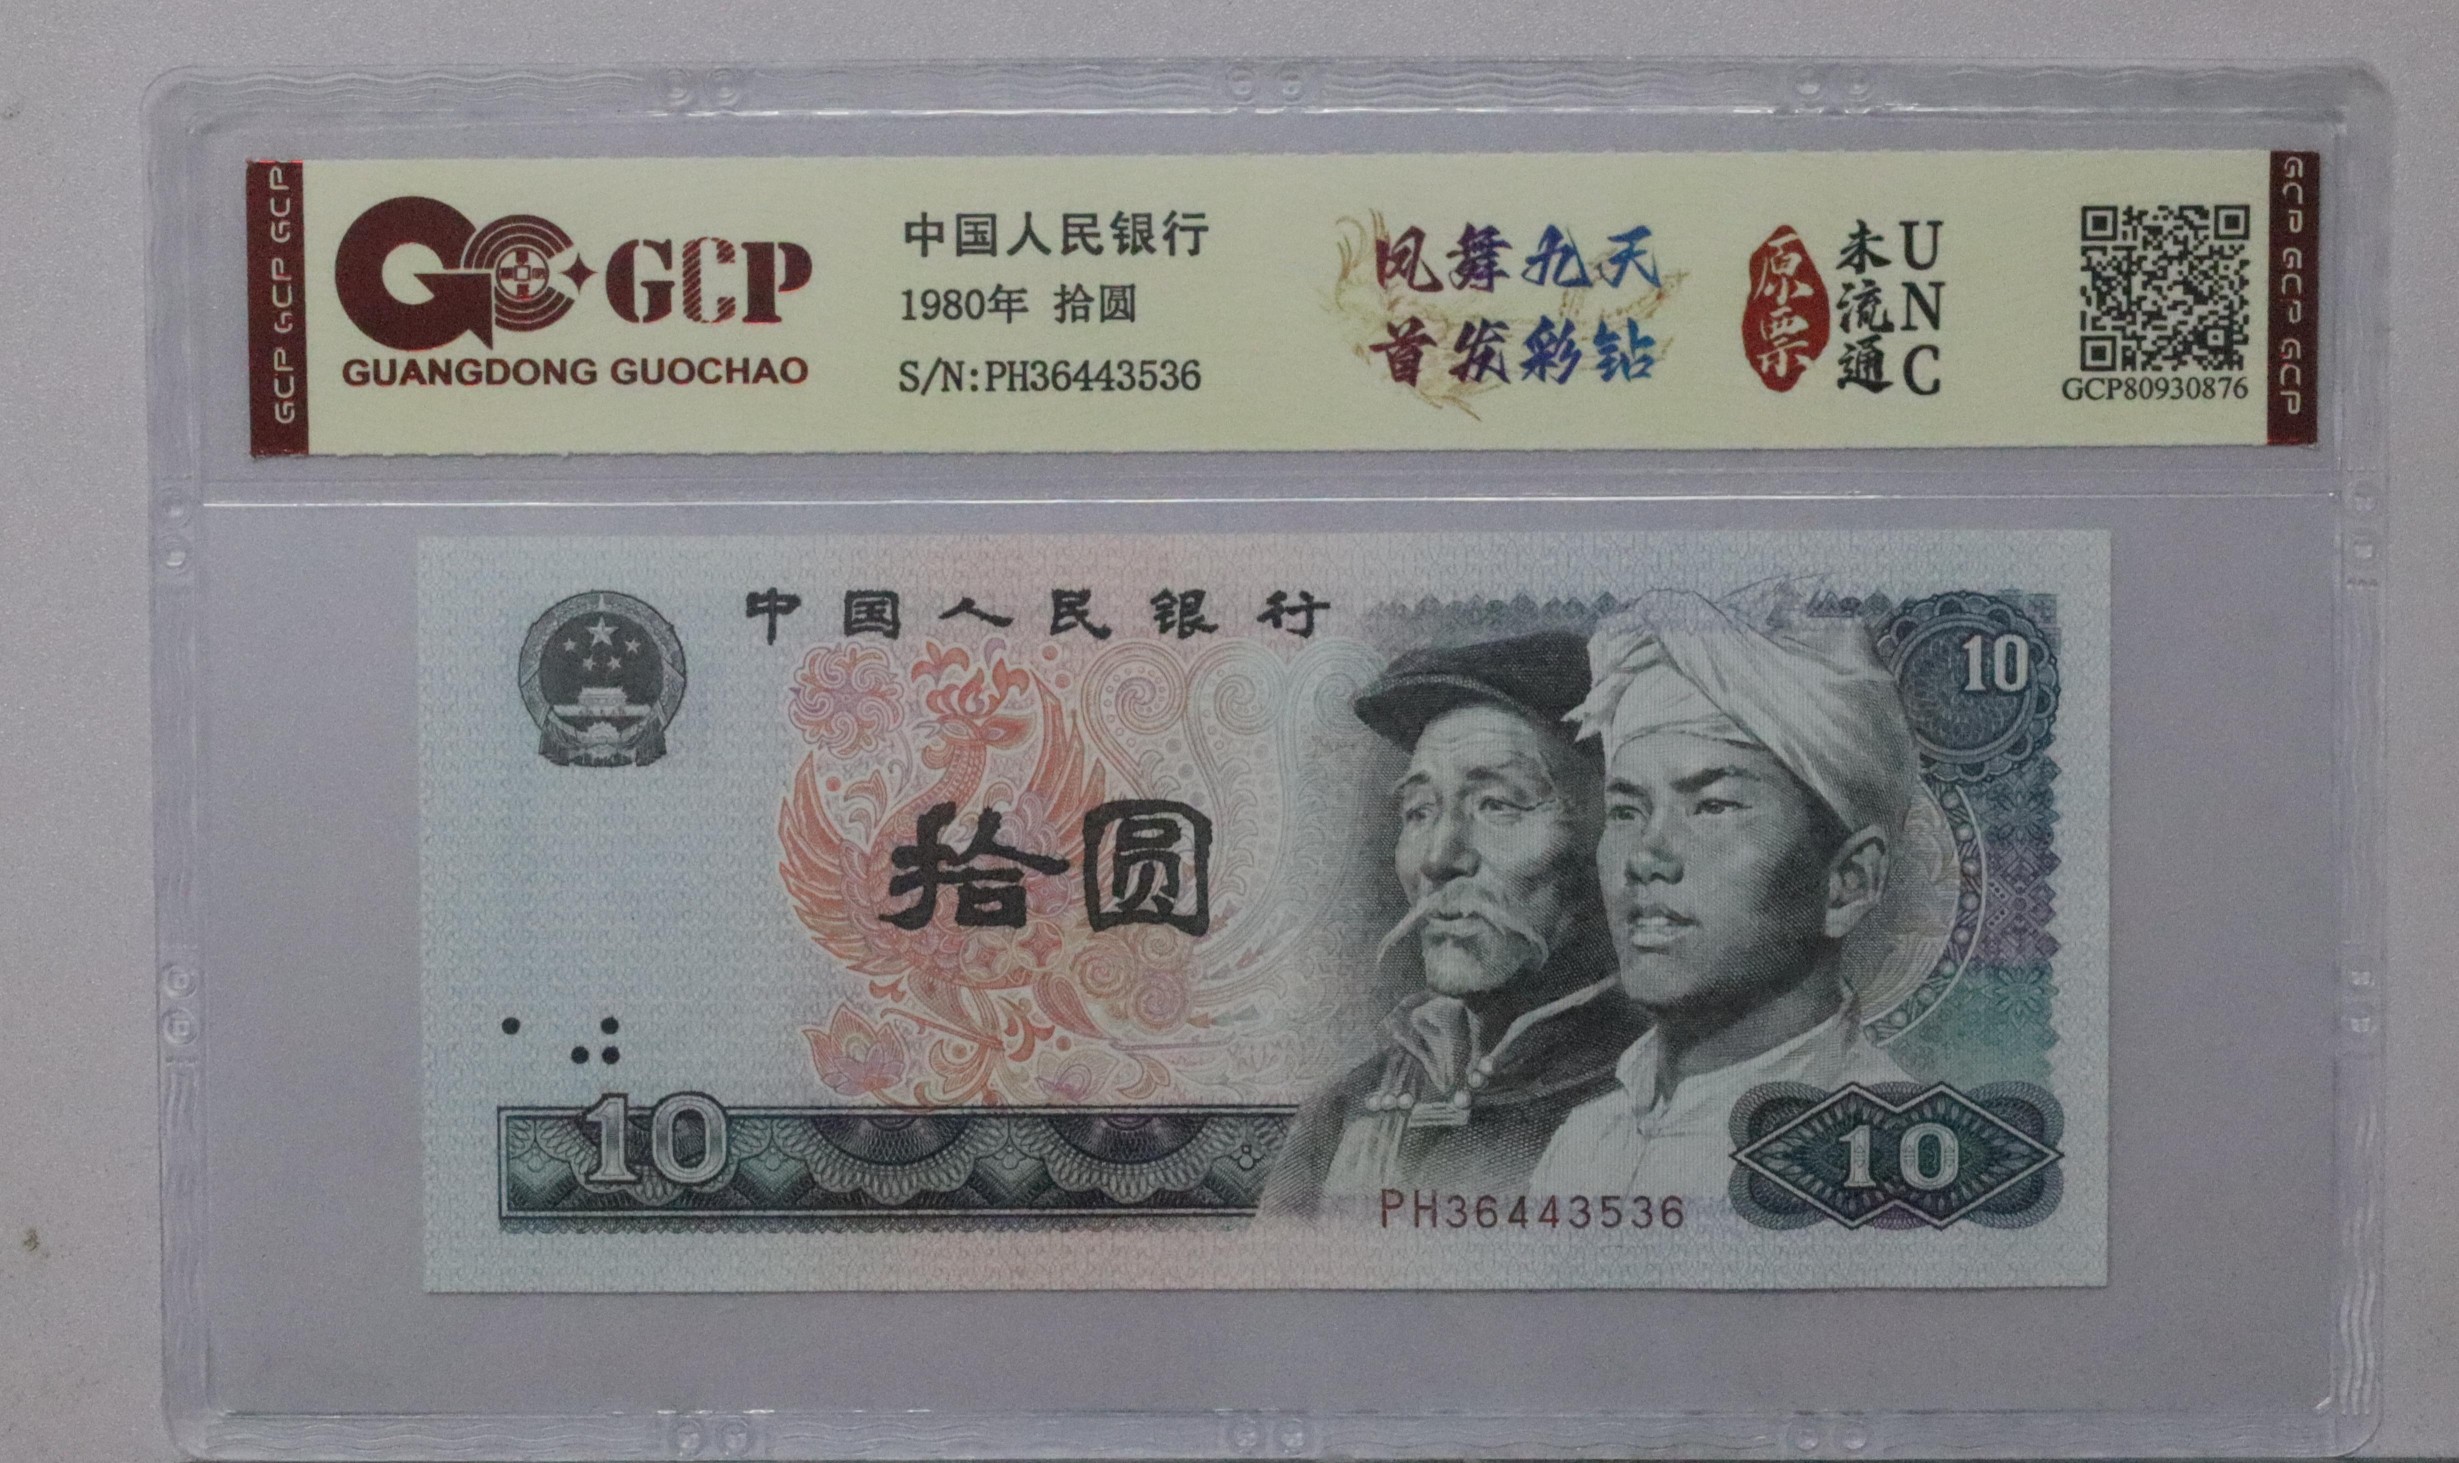 GCP GCP GCP
GCP
GUANGDONG GUOCHAO
中国人民银行
1980年 拾圆
S/N:PH36443536
凤舞九天
首发彩钻
原票
未流通
UNC
GCP80930876
GCP GCP GCP
中国人民银行
10
拾圆
10
PH36443536
10